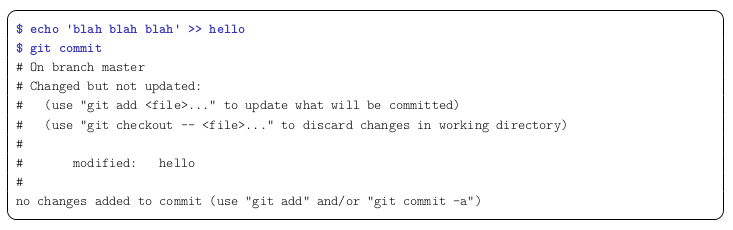 $ echo 'blah blah blah' >> hello
$ git commit
# On branch master
# Changed but not updated:
#   (use "git add <file>..." to update what will be committed)
#   (use "git checkout -- <file>..." to discard changes in working directory)
#
#       modified:   hello
#
no changes added to commit (use "git add" and/or "git commit -a")